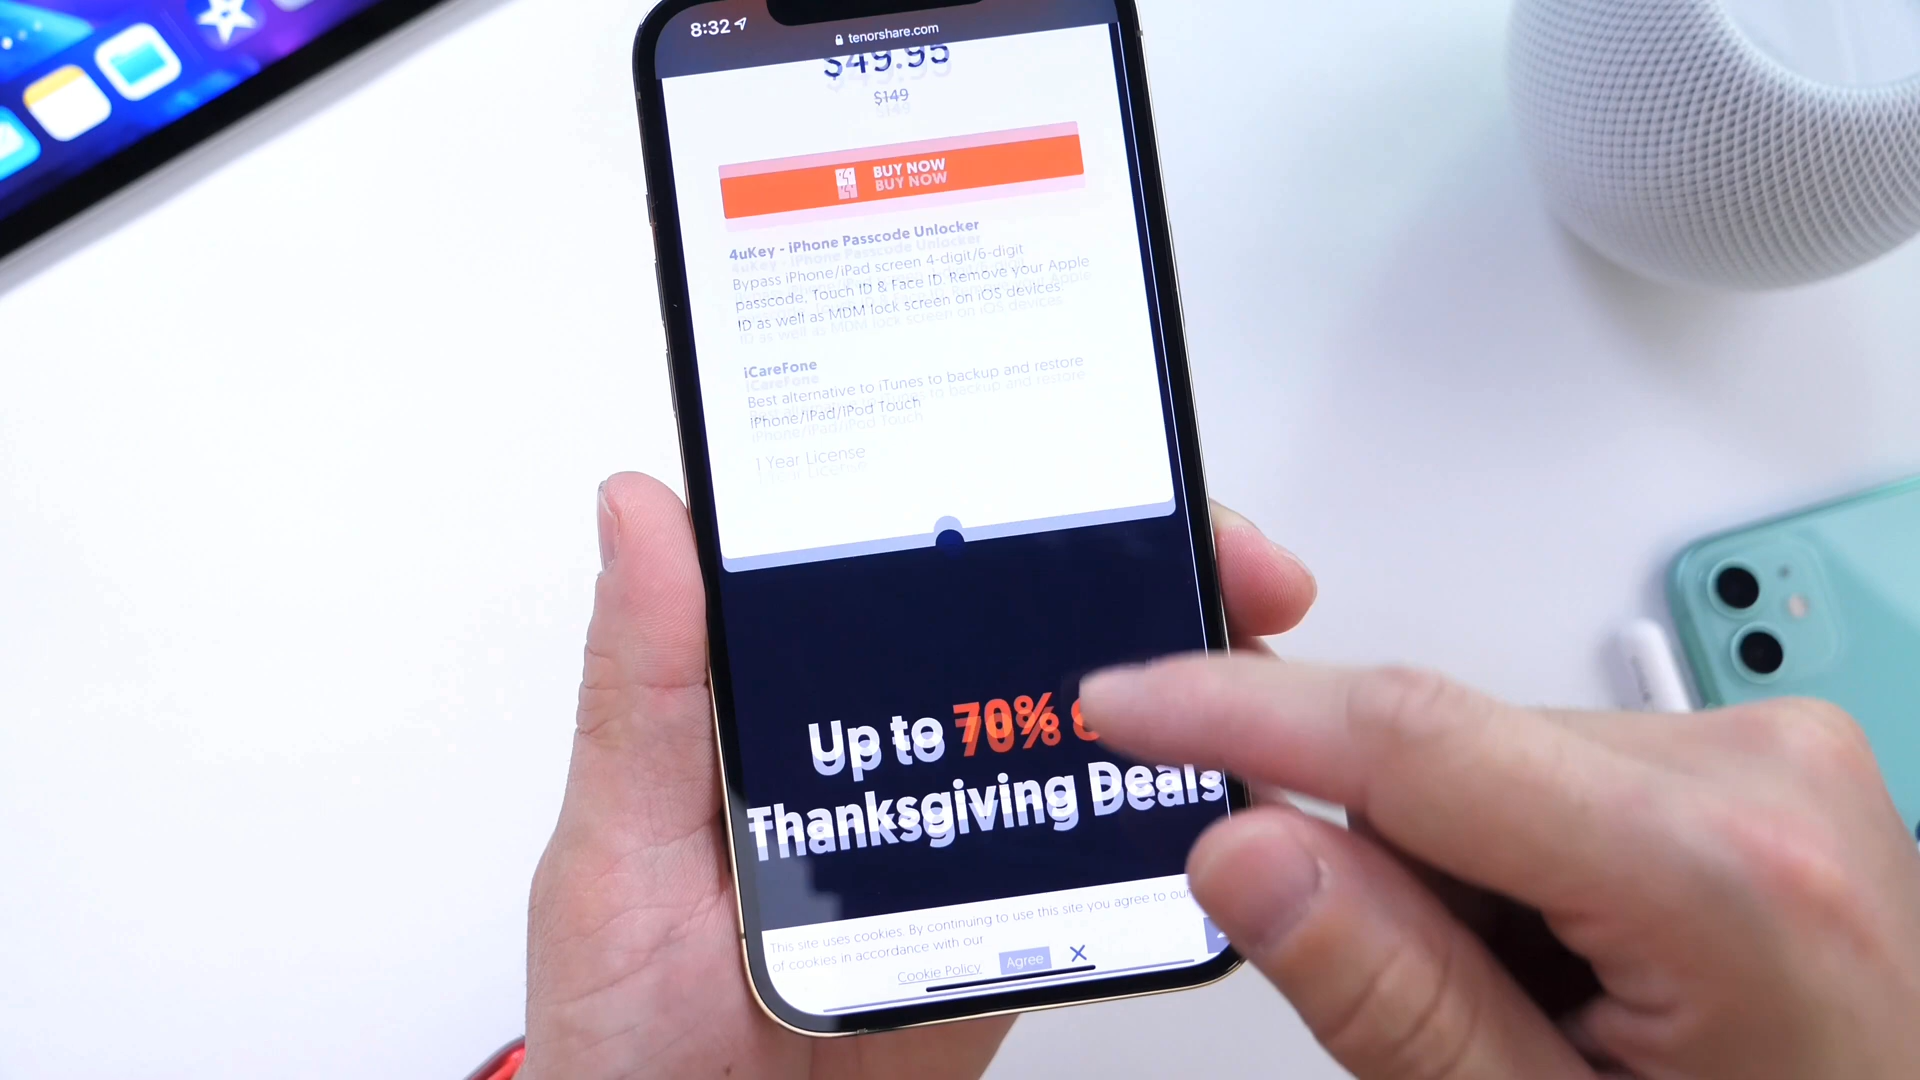 8:32
tenorshare.com
$49.95
$149
BUY NOW
4uKey - iPhone Passcode Unlocker
Bypass iPhone/iPad screen 4-digit/6-digit
passcode, Touch ID & Face ID. Remove your Apple
ID as well as MDM lock screen on iOS devices
iCareFone
Best alternative to iTunes to backup and restore
iPhone/iPad/iPod Touch
1 Year License
Up to 70%
Thanksgiving Deals
This site uses cookies. By continuing to use this site you agree to our
of cookies in accordance with our
Cookie Policy
Agree